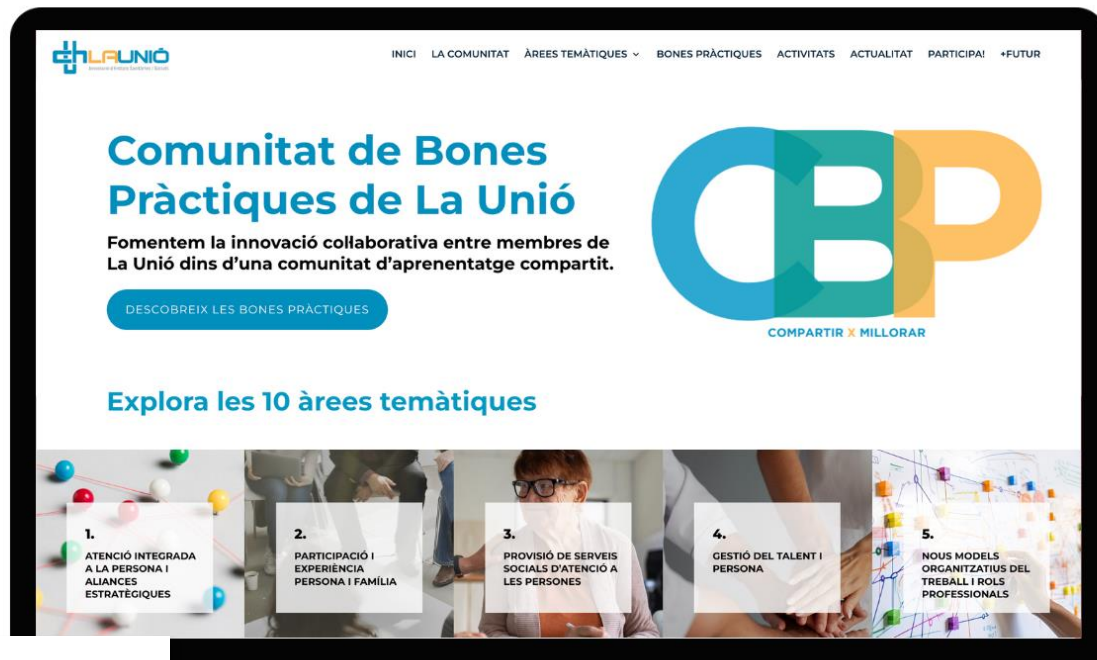 LAUNIÓ
INICI LA COMUNITAT ÀREES TEMÀTIQUES BONES PRÀCTIQUES ACTIVITATS ACTUALITAT PARTICIPA! +FUTUR
Comunitat de Bones
Pràctiques de La Unió
Fomentem la innovació col·laborativa entre membres de
La Unió dins d’una comunitat d’aprenentatge compartit.
DESCOBREIX LES BONES PRÀCTIQUES
CBP
COMPARTIR X MILLORAR
Explora les 10 àrees temàtiques
1.
ATENCIÓ INTEGRADA
A LA PERSONA I
ALIANCES
ESTRATÈGIQUES
2.
PARTICIPACIÓ I
EXPERIÈNCIA
PERSONA I FAMÍLIA
3.
PROVISIÓ DE SERVEIS
SOCIALS D’ATENCIÓ A
LES PERSONES
4.
GESTIÓ DEL TALENT I
PERSONA
5.
NOUS MODELS
ORGANITZATIUS DEL
TREBALL I ROLS
PROFESSIONALS